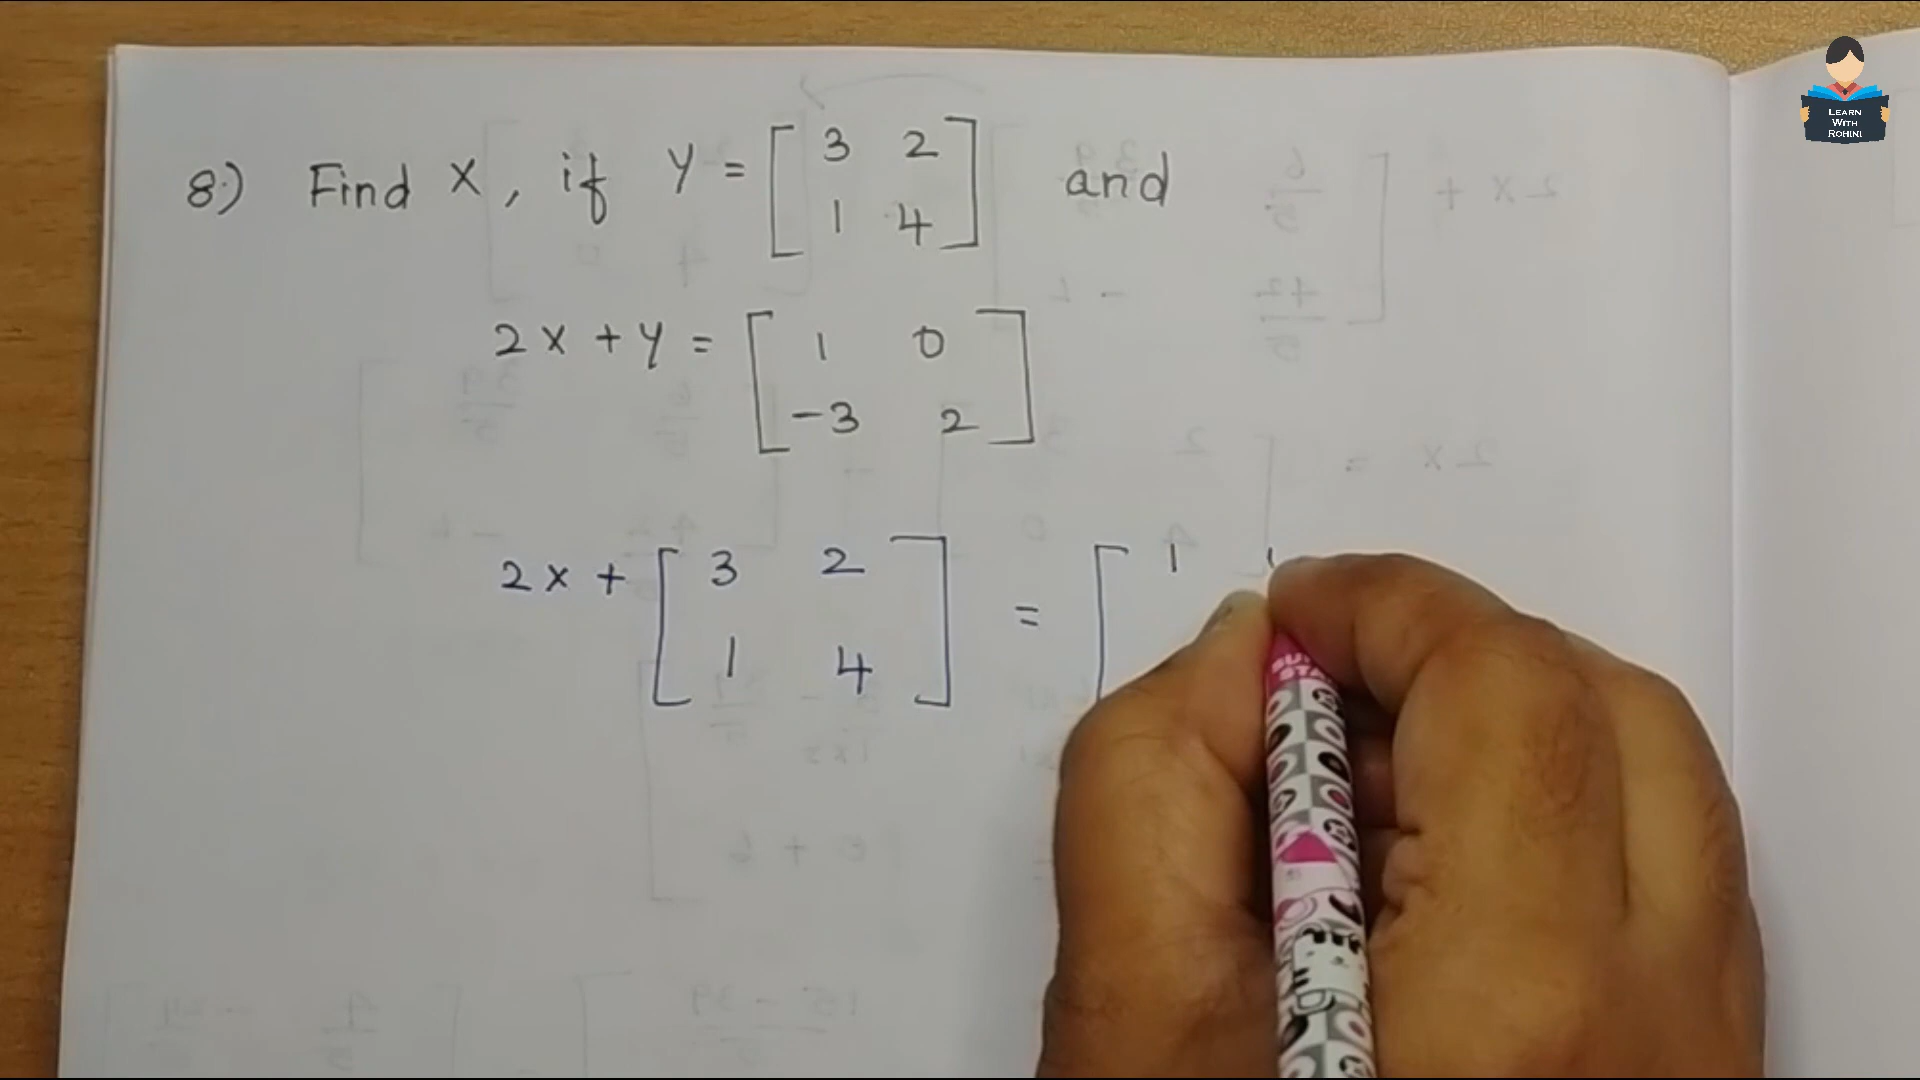 8) Find X, if Y = [ 3 2 ] and
[ 1 4 ]
2X + Y = [ 1 0 ]
[ -3 2 ]
2X + [ 3 2 ] = [ 1
[ 1 4 ]
LEARN
WITH
ROHINI